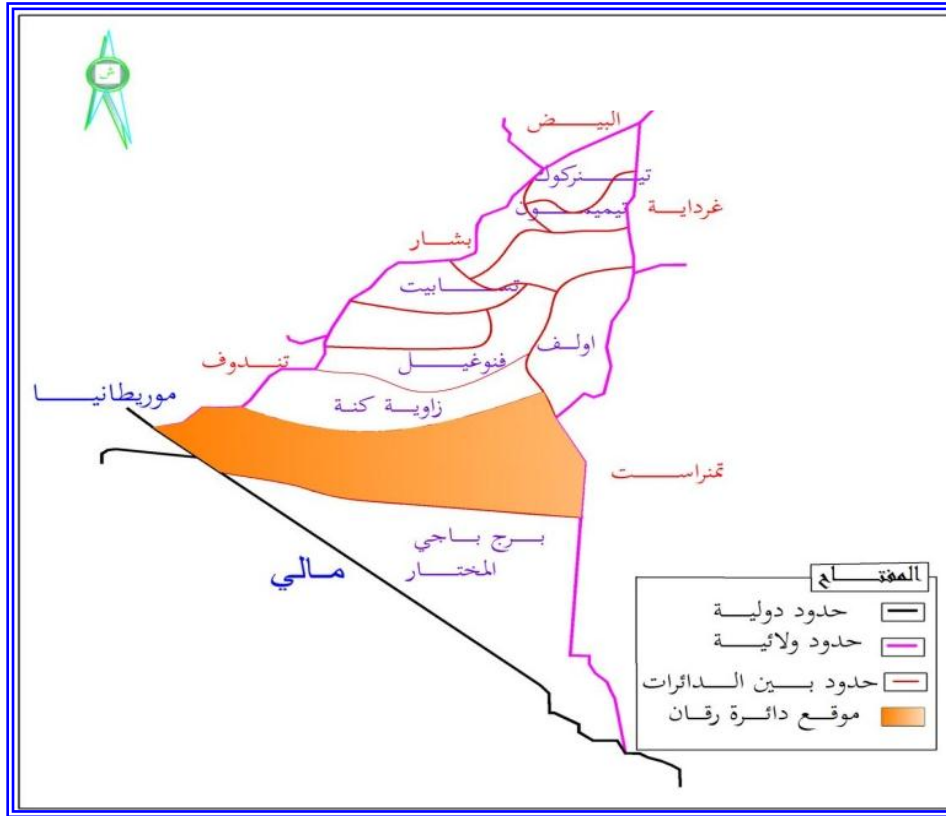 ش
البيض
تينركوك
تيميمون
غرداية
بشار
تسابيت
اولف
فنوغيل
تندوف
موريطانيا
زاوية كنة
تمنراست
برج باجي
المختار
مالي
المفتاح
حدود دولية
حدود ولائية
حدود بين الدائرات
موقع دائرة رقان